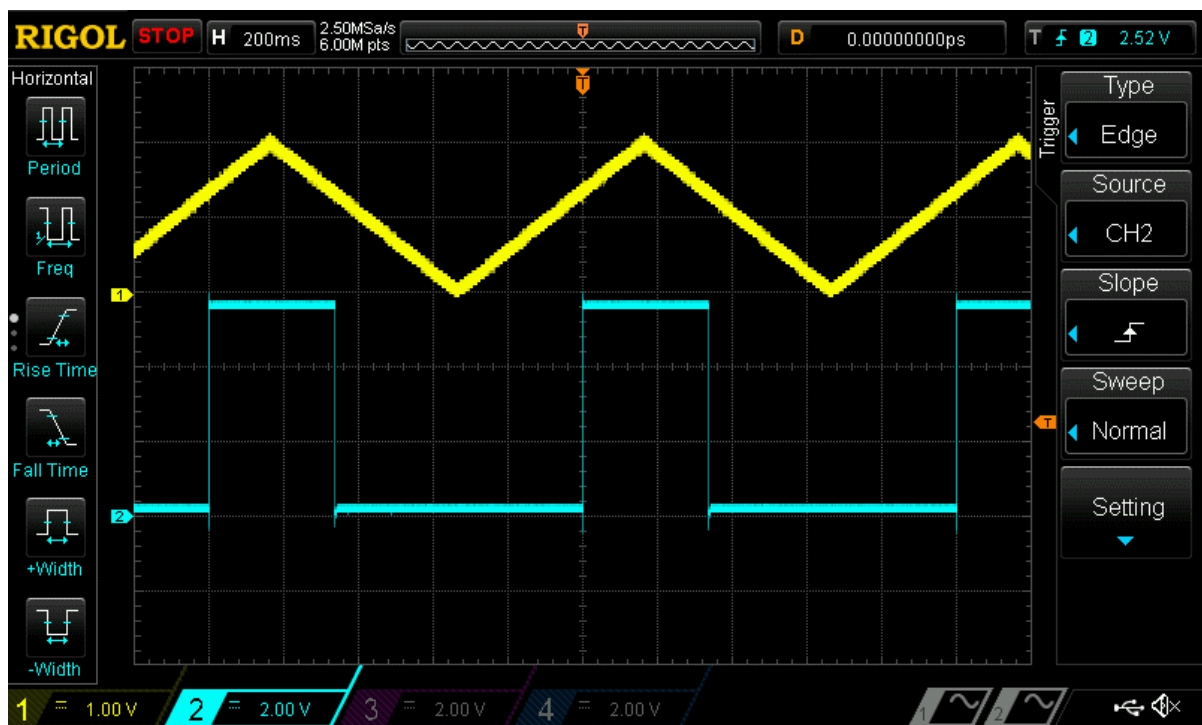 RIGOL STOP H 200ms 2.50MSa/s
6.00M pts T D 0.00000000ps T 2 2.52 V
Horizontal
Period
Freq
Rise Time
Fall Time
+Width
-Width
T
1
2
T
Trigger
Type
Edge
Source
CH2
Slope
Sweep
Normal
Setting
1 = 1.00 V 2 = 2.00 V 3 = 2.00 V 4 = 2.00 V 1 2